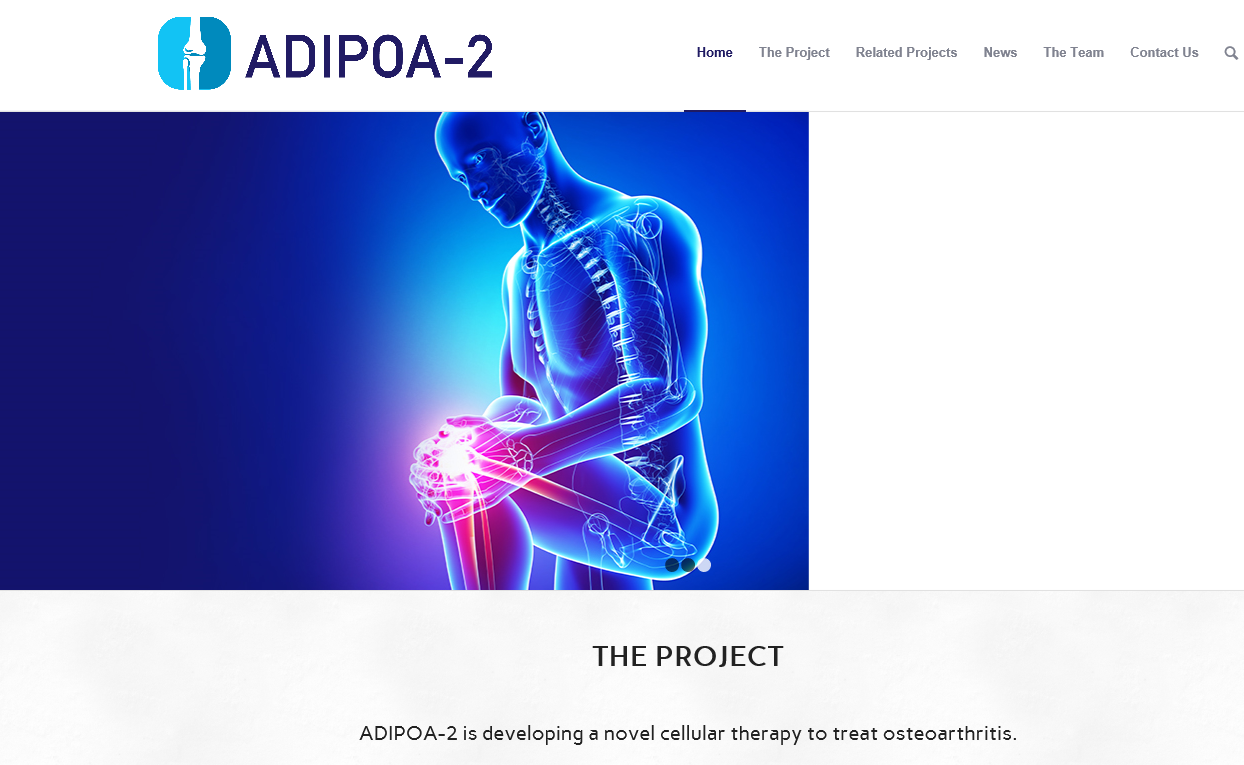 ADIPOA-2
Home The Project Related Projects News The Team Contact Us
THE PROJECT
ADIPOA-2 is developing a novel cellular therapy to treat osteoarthritis.